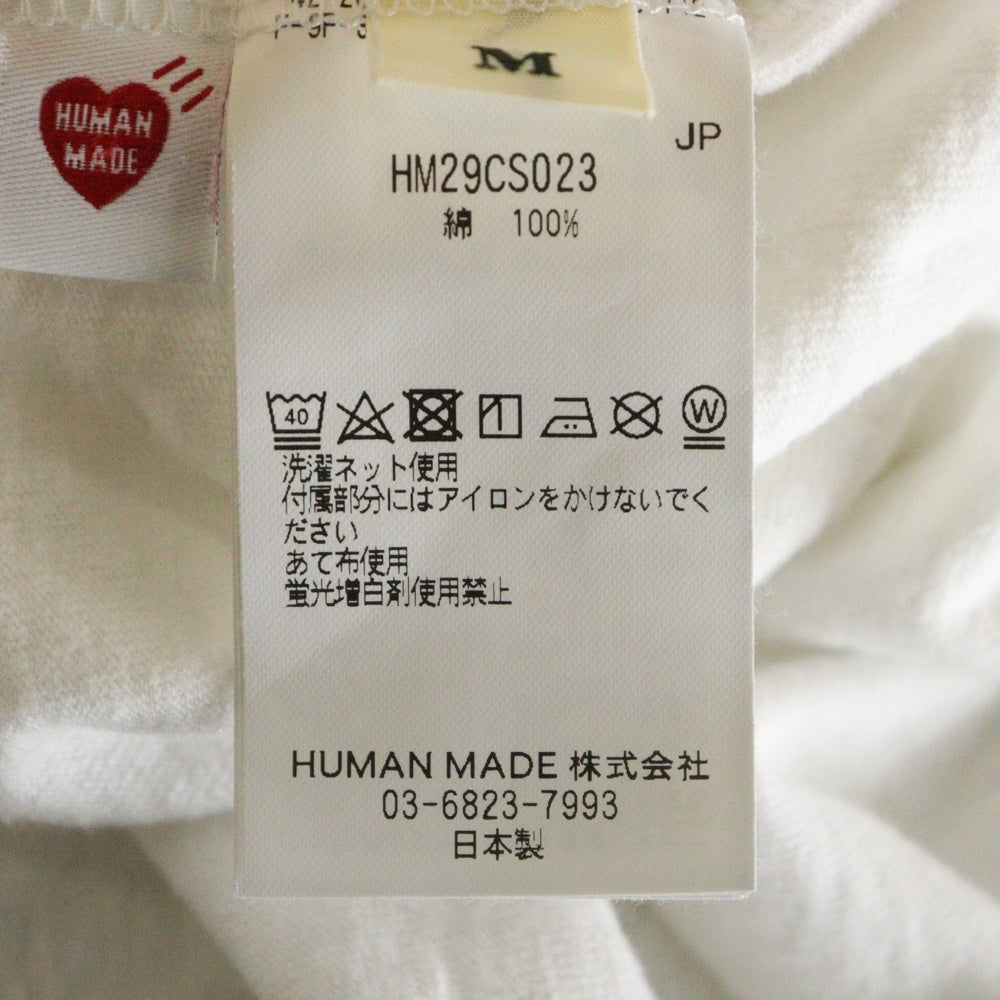 M
HUMAN
MADE
JP
HM29CS023
綿 100%
40
W
洗濯ネット使用
付属部分にはアイロンをかけないでく
ださい
あて布使用
蛍光増白剤使用禁止
HUMAN MADE 株式会社
03-6823-7993
日本製